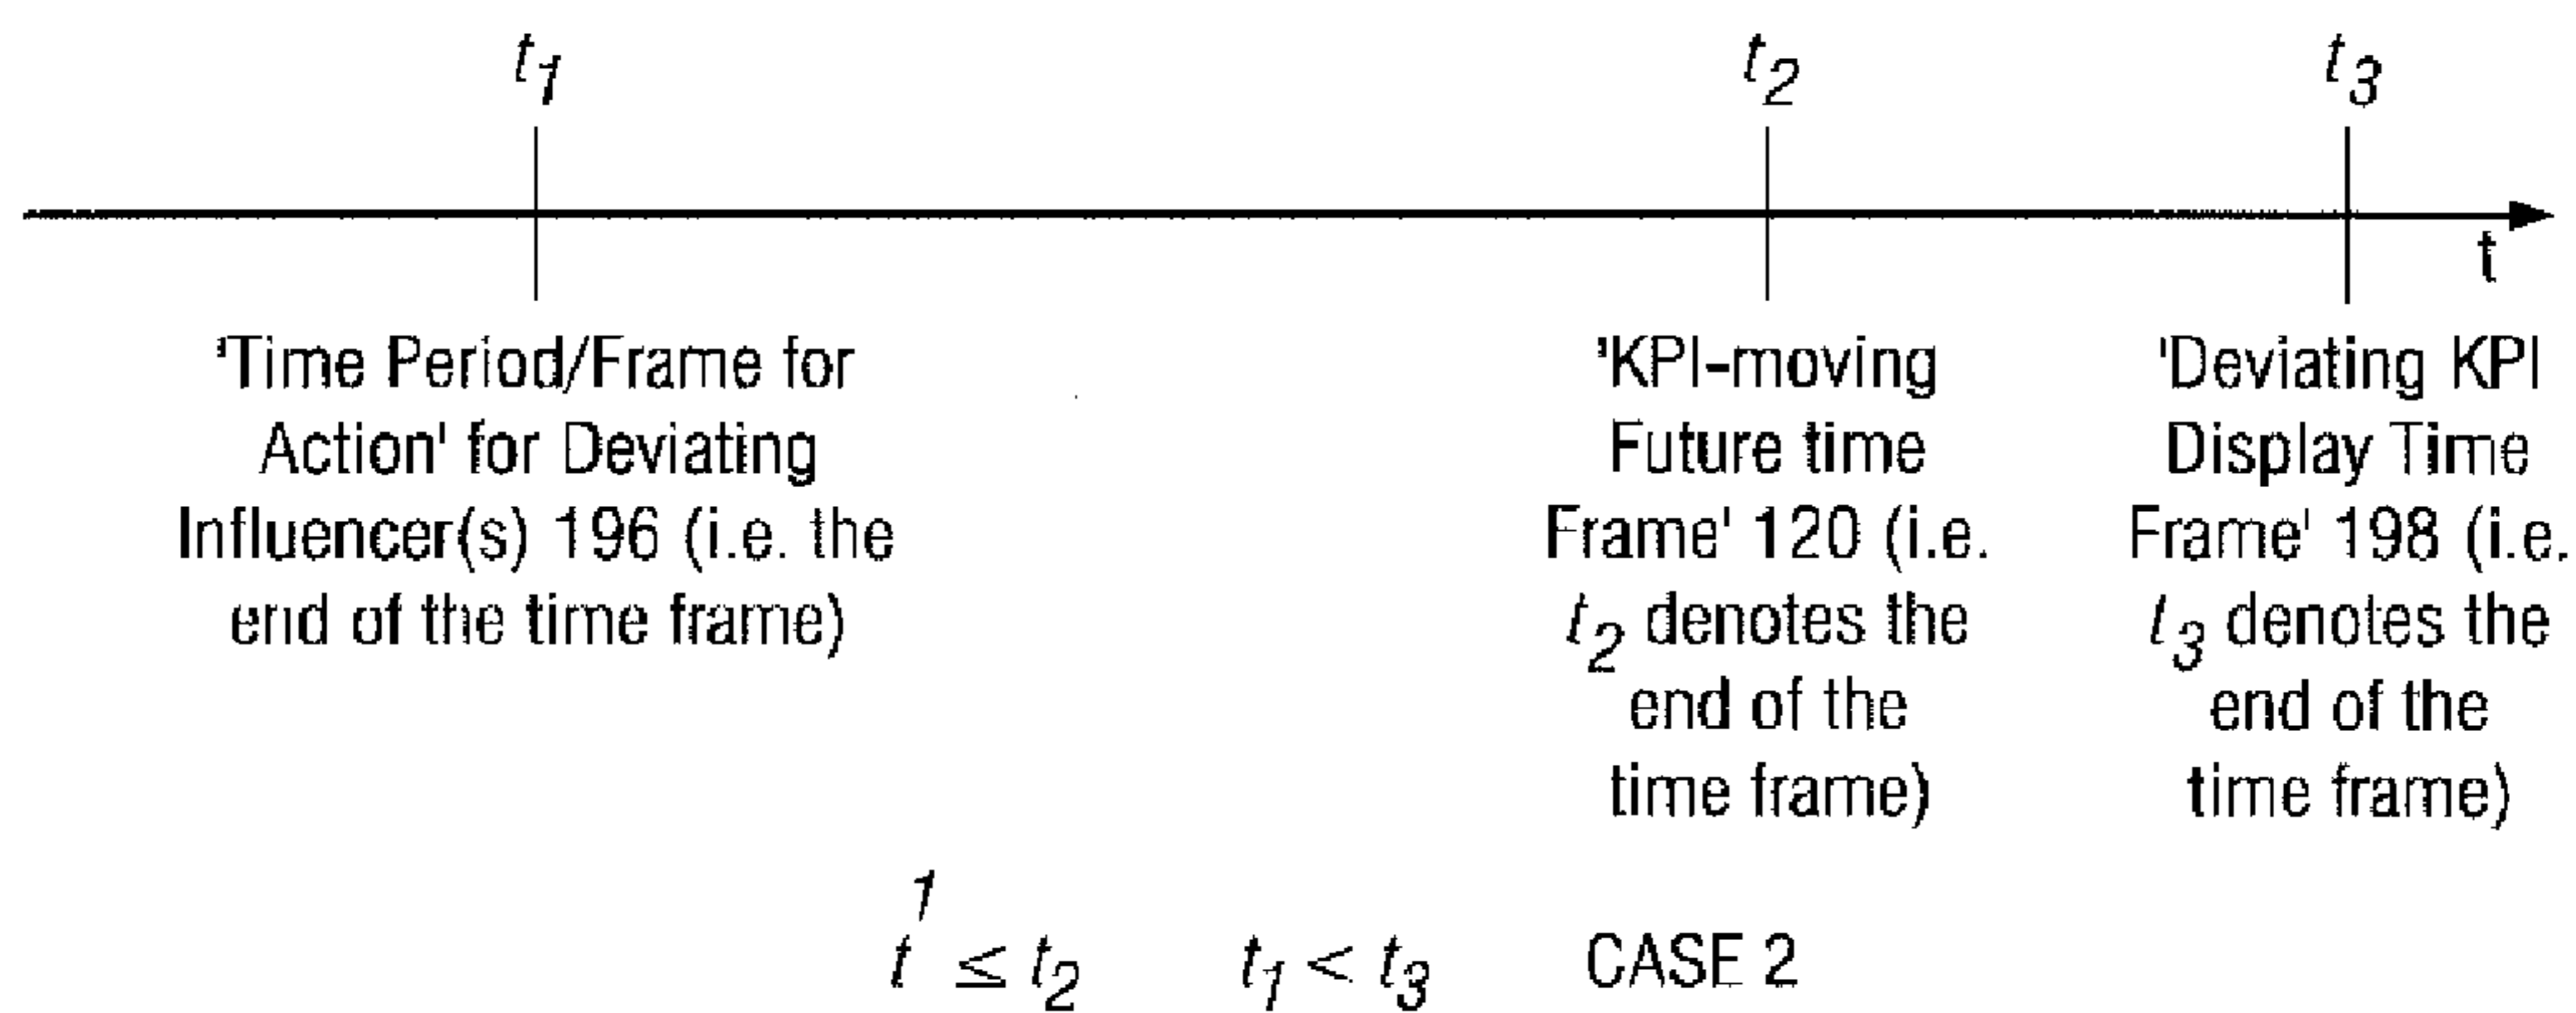 t1 t2 t3
t
'Time Period/Frame for
Action' for Deviating
Influencer(s) 196 (i.e. the
end of the time frame)
'KPI-moving
Future time
Frame' 120 (i.e.
t2 denotes the
end of the
time frame)
'Deviating KPI
Display Time
Frame' 198 (i.e.
t3 denotes the
end of the
time frame)
t1 ≤ t2 t1 < t3 CASE 2